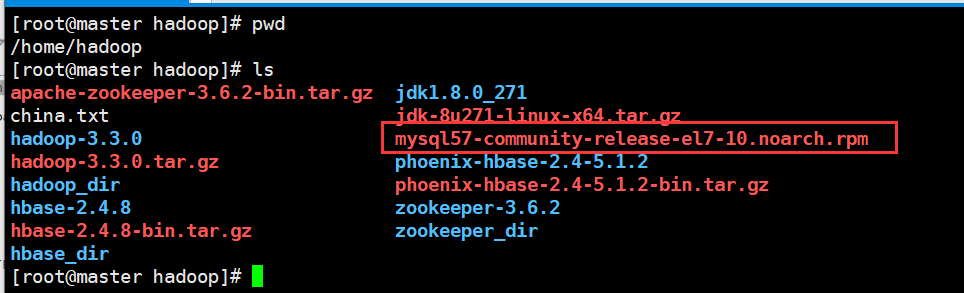 [root@master hadoop]# pwd
/home/hadoop
[root@master hadoop]# ls
apache-zookeeper-3.6.2-bin.tar.gz  jdk1.8.0_271
china.txt                          jdk-8u271-linux-x64.tar.gz
hadoop-3.3.0                       mysql57-community-release-el7-10.noarch.rpm
hadoop-3.3.0.tar.gz                phoenix-hbase-2.4-5.1.2
hadoop_dir                         phoenix-hbase-2.4-5.1.2-bin.tar.gz
hbase-2.4.8                        zookeeper-3.6.2
hbase-2.4.8-bin.tar.gz             zookeeper_dir
hbase_dir
[root@master hadoop]#